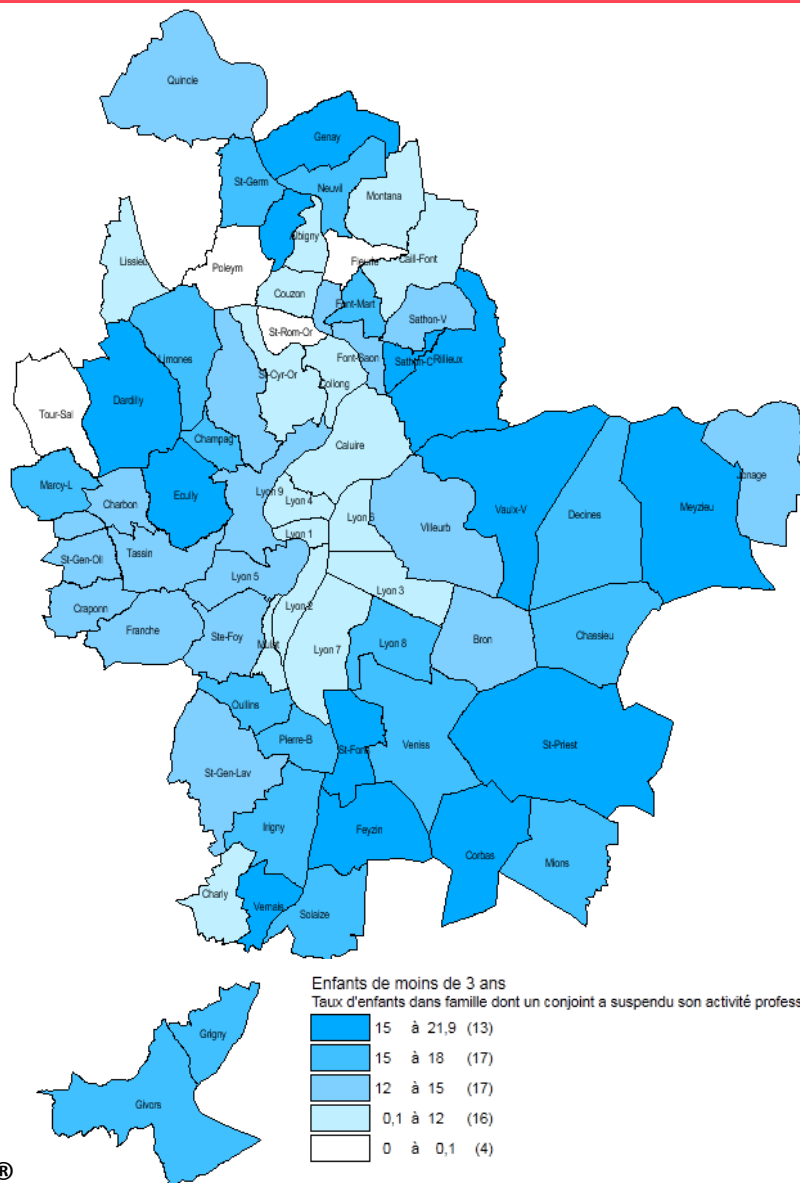 Quincie
Genay
St-Germ
Neuvil
Montana
Lissieu
Poleym
Fleurie
Caill-Font
Couzon
Font-Mart
Sathon-V
St-Rom-Or
Limones
Font-Saon
Sathon-C
Rillieux
St-Cyr-Or
Collong
Dardilly
Tour-Sal
Champag
Caluire
Jonage
Marcy-L
Ecully
Charbon
Lyon 9
Lyon 4
Lyon 6
Villeurb
Vaulx-V
Decines
Meyzieu
Lyon 1
Tassin
St-Gen-Oll
Lyon 5
Lyon 3
Craponn
Lyon 2
Franche
Ste-Foy
Mulat
Lyon 7
Lyon 8
Bron
Chassieu
Oullins
Pierre-B
St-Fons
Veniss
St-Priest
St-Gen-Lav
Irigny
Feyzin
Corbas
Mions
Charly
Vernais
Solaize
Grigny
Givors
Enfants de moins de 3 ans
Taux d'enfants dans famille dont un conjoint a suspendu son activité profess
15 à 21,9 (13)
15 à 18 (17)
12 à 15 (17)
0,1 à 12 (16)
0 à 0,1 (4)
®